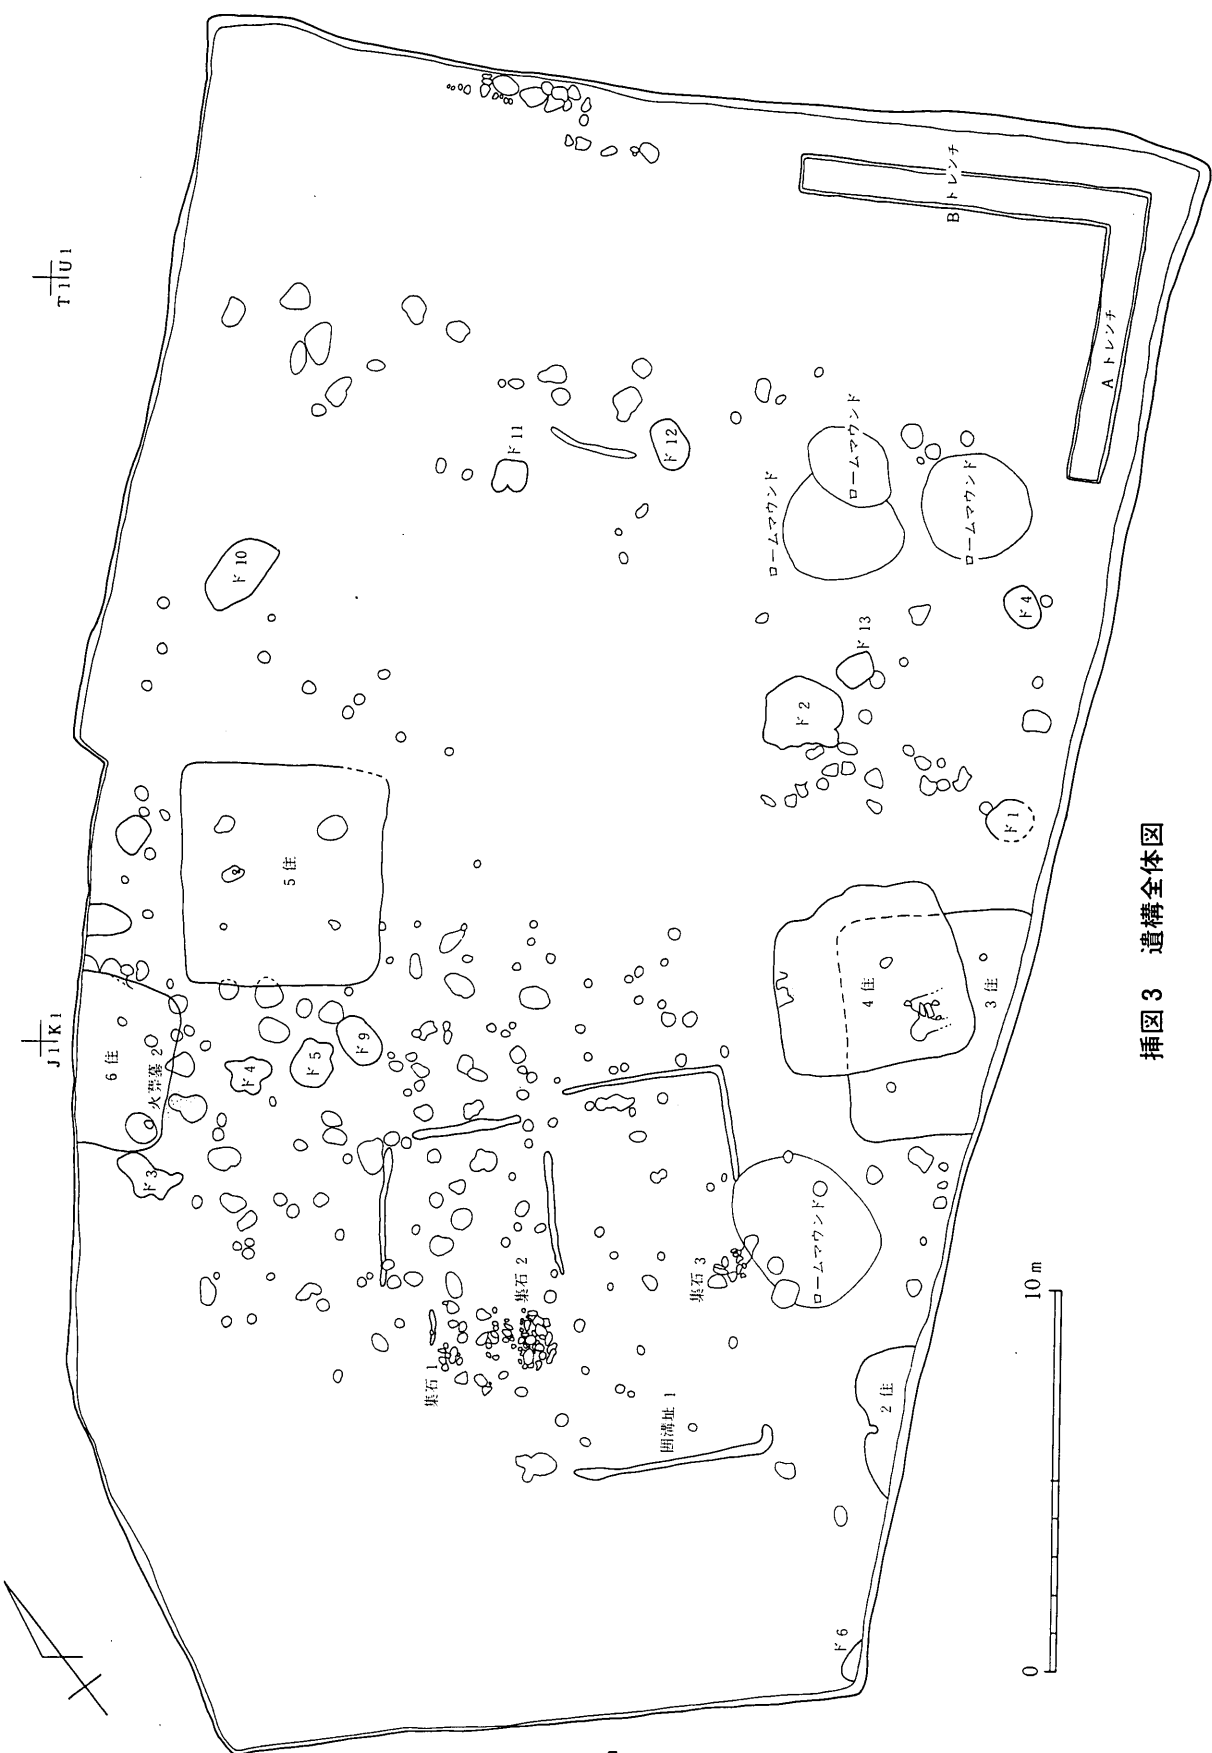 T1 U1
J1 K1
Bトレンチ
Aトレンチ
ド11
ド12
ロームマウンド
ロームマウンド
ロームマウンド
ド10
ド4
ド13
ド2
ド1
5住
6住
火葬墓2
ド4
ド5
ド9
ド3
4住
3住
集石1
集石2
集石3
ロームマウンド
囲溝址1
2住
ド6
0
10m
挿図3 遺構全体図